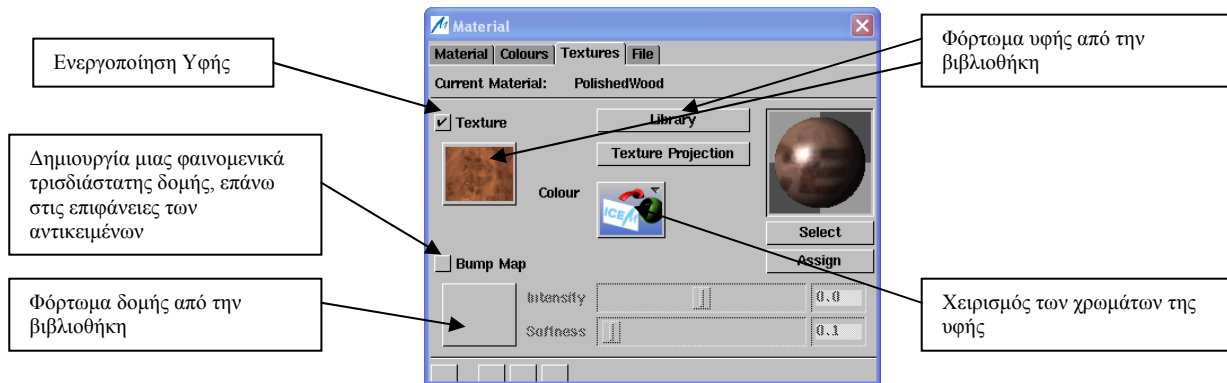 Material
Material Colours Textures File
Current Material: PolishedWood
Ενεργοποίηση Υφής
Φόρτωμα υφής από την
βιβλιοθήκη
Texture
Library
Texture Projection
Δημιουργία μιας φαινομενικά
τρισδιάστατης δομής, επάνω
στις επιφάνειες των
αντικειμένων
Colour
ICEM
Select
Assign
Bump Map
Φόρτωμα δομής από την
βιβλιοθήκη
Intensity 0.0
Softness 0.1
Χειρισμός των χρωμάτων της
υφής